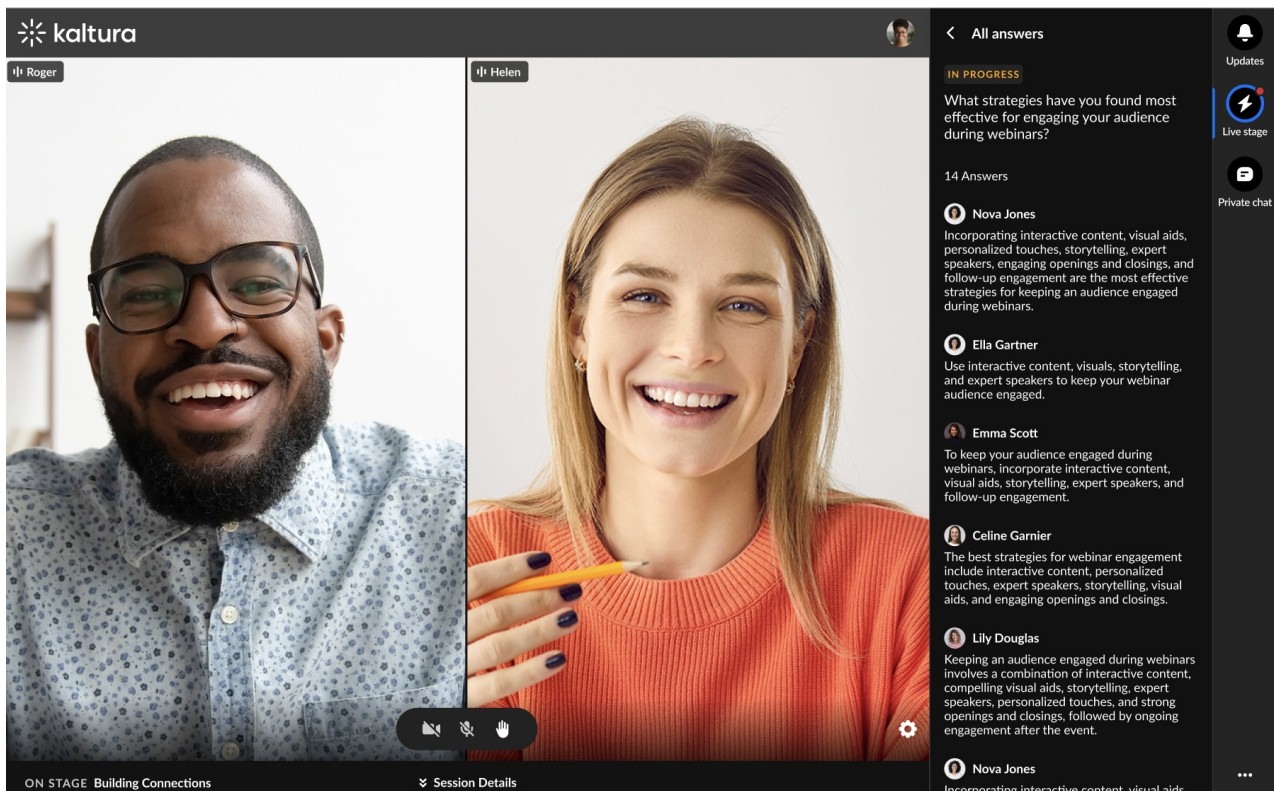 kaltura
Roger
Helen
ON STAGE Building Connections
Session Details
All answers
IN PROGRESS
What strategies have you found most
effective for engaging your audience
during webinars?
14 Answers
Nova Jones
Incorporating interactive content, visual aids,
personalized touches, storytelling, expert
speakers, engaging openings and closings, and
follow-up engagement are the most effective
strategies for keeping an audience engaged
during webinars.
Ella Gartner
Use interactive content, visuals, storytelling,
and expert speakers to keep your webinar
audience engaged.
Emma Scott
To keep your audience engaged during
webinars, incorporate interactive content,
visual aids, storytelling, expert speakers, and
follow-up engagement.
Celine Garnier
The best strategies for webinar engagement
include interactive content, personalized
touches, expert speakers, storytelling, visual
aids, and engaging openings and closings.
Lily Douglas
Keeping an audience engaged during webinars
involves a combination of interactive content,
compelling visual aids, storytelling, expert
speakers, personalized touches, and strong
openings and closings, followed by ongoing
engagement after the event.
Nova Jones
Incorporating interactive content, visual aids,
Updates
Live stage
Private chat